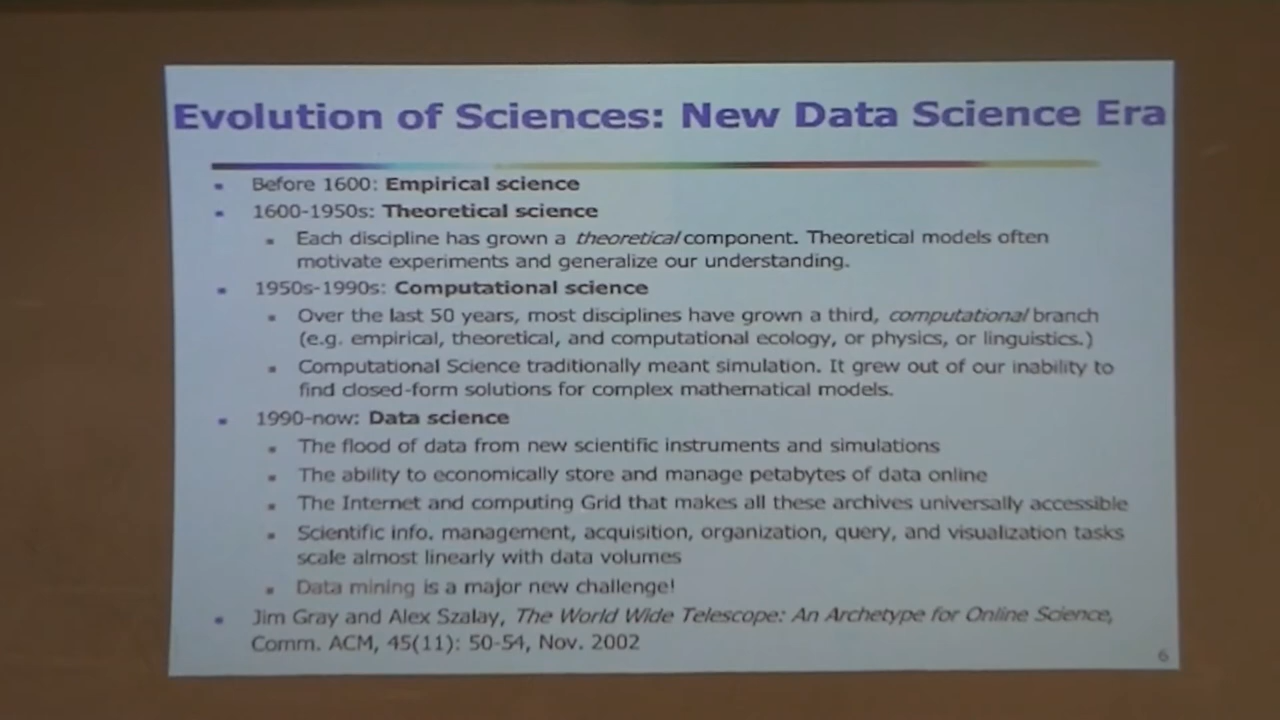 Evolution of Sciences: New Data Science Era
Before 1600: Empirical science
1600-1950s: Theoretical science
Each discipline has grown a theoretical component. Theoretical models often
motivate experiments and generalize our understanding.
1950s-1990s: Computational science
Over the last 50 years, most disciplines have grown a third, computational branch
(e.g. empirical, theoretical, and computational ecology, or physics, or linguistics.)
Computational Science traditionally meant simulation. It grew out of our inability to
find closed-form solutions for complex mathematical models.
1990-now: Data science
The flood of data from new scientific instruments and simulations
The ability to economically store and manage petabytes of data online
The Internet and computing Grid that makes all these archives universally accessible
Scientific info. management, acquisition, organization, query, and visualization tasks
scale almost linearly with data volumes
Data mining is a major new challenge!
Jim Gray and Alex Szalay, The World Wide Telescope: An Archetype for Online Science,
Comm. ACM, 45(11): 50-54, Nov. 2002
6